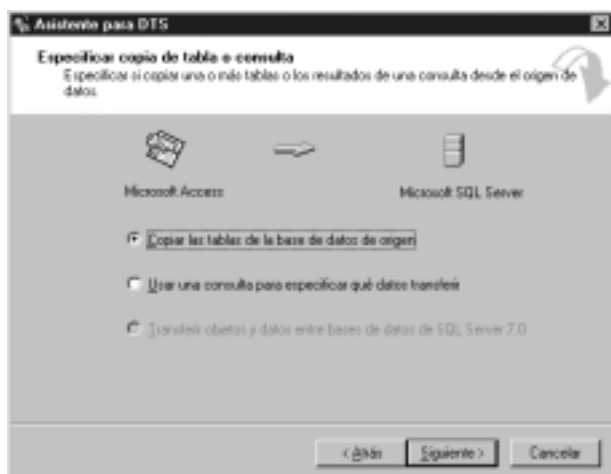 Asistente para DTS
Especificar copia de tabla o consulta
Especificar si copiar una o más tablas o los resultados de una consulta desde el origen de
datos.
Microsoft Access
Microsoft SQL Server
Copiar las tablas de la base de datos de origen
Usar una consulta para especificar qué datos transferir
Transferir objetos y datos entre bases de datos de SQL Server 7.0
< Atrás
Siguiente >
Cancelar